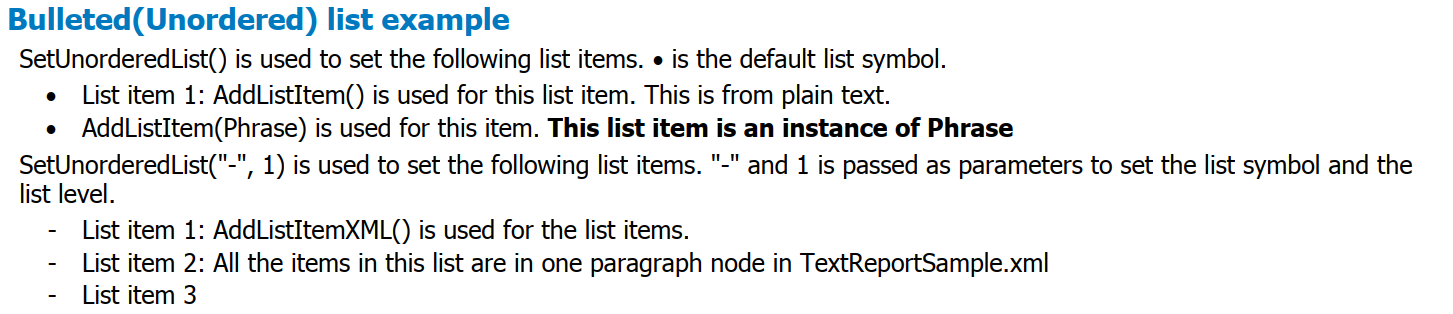 Bulleted(Unordered) list example
SetUnorderedList() is used to set the following list items. • is the default list symbol.
• List item 1: AddListItem() is used for this list item. This is from plain text.
• AddListItem(Phrase) is used for this item. This list item is an instance of Phrase
SetUnorderedList("-", 1) is used to set the following list items. "-" and 1 is passed as parameters to set the list symbol and the
list level.
- List item 1: AddListItemXML() is used for the list items.
- List item 2: All the items in this list are in one paragraph node in TextReportSample.xml
- List item 3